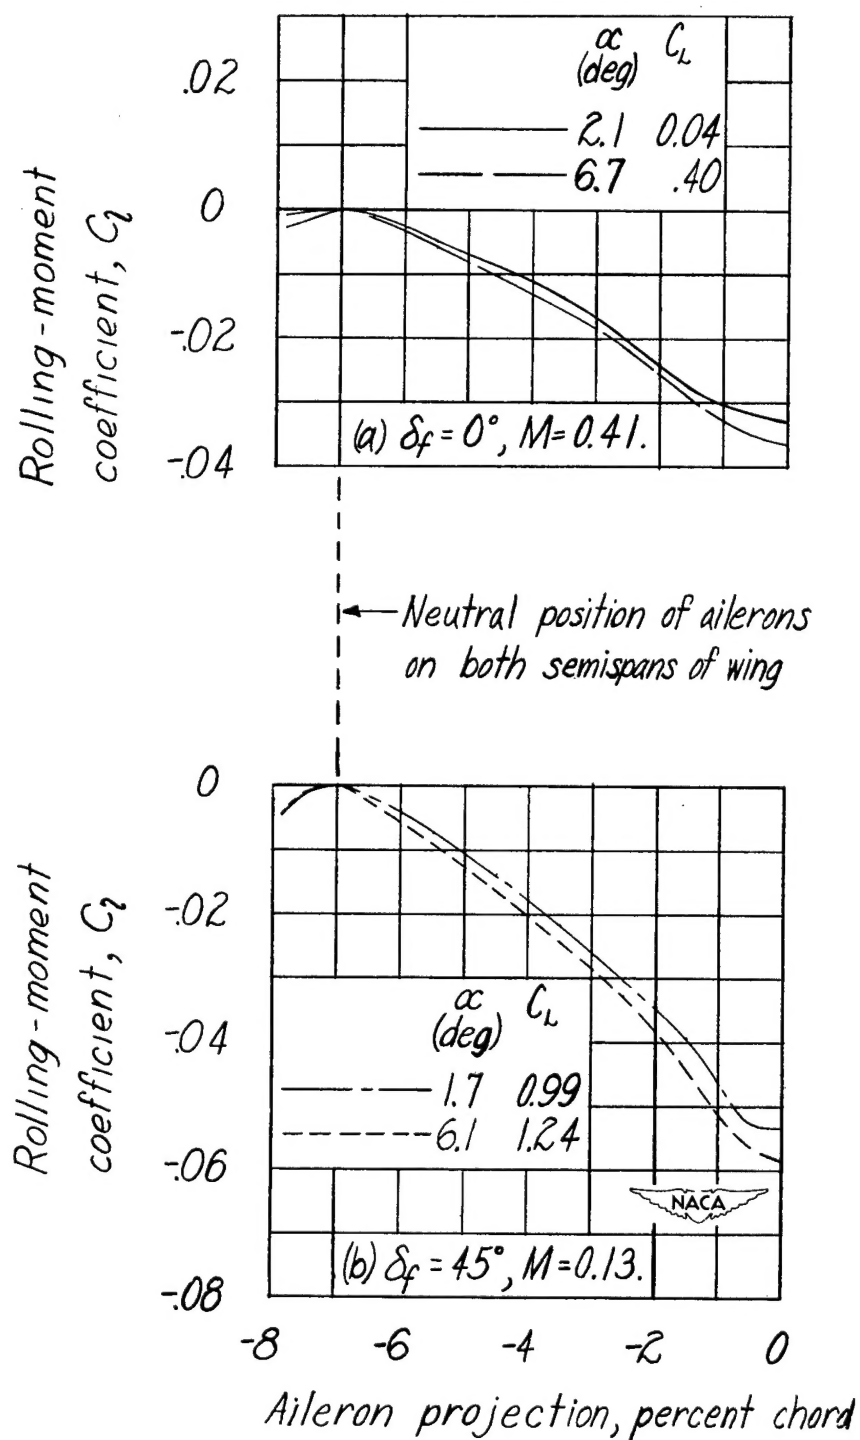 α C_L
(deg)
2.1 0.04
6.7 .40
.02
0
-.02
-.04
Rolling-moment
coefficient, C_l
(a) δ_f = 0°, M=0.41.
Neutral position of ailerons
on both semispans of wing
0
-.02
-.04
-.06
-.08
Rolling-moment
coefficient, C_l
α C_L
(deg)
1.7 0.99
6.1 1.24
NACA
(b) δ_f = 45°, M=0.13.
-8 -6 -4 -2 0
Aileron projection, percent chord